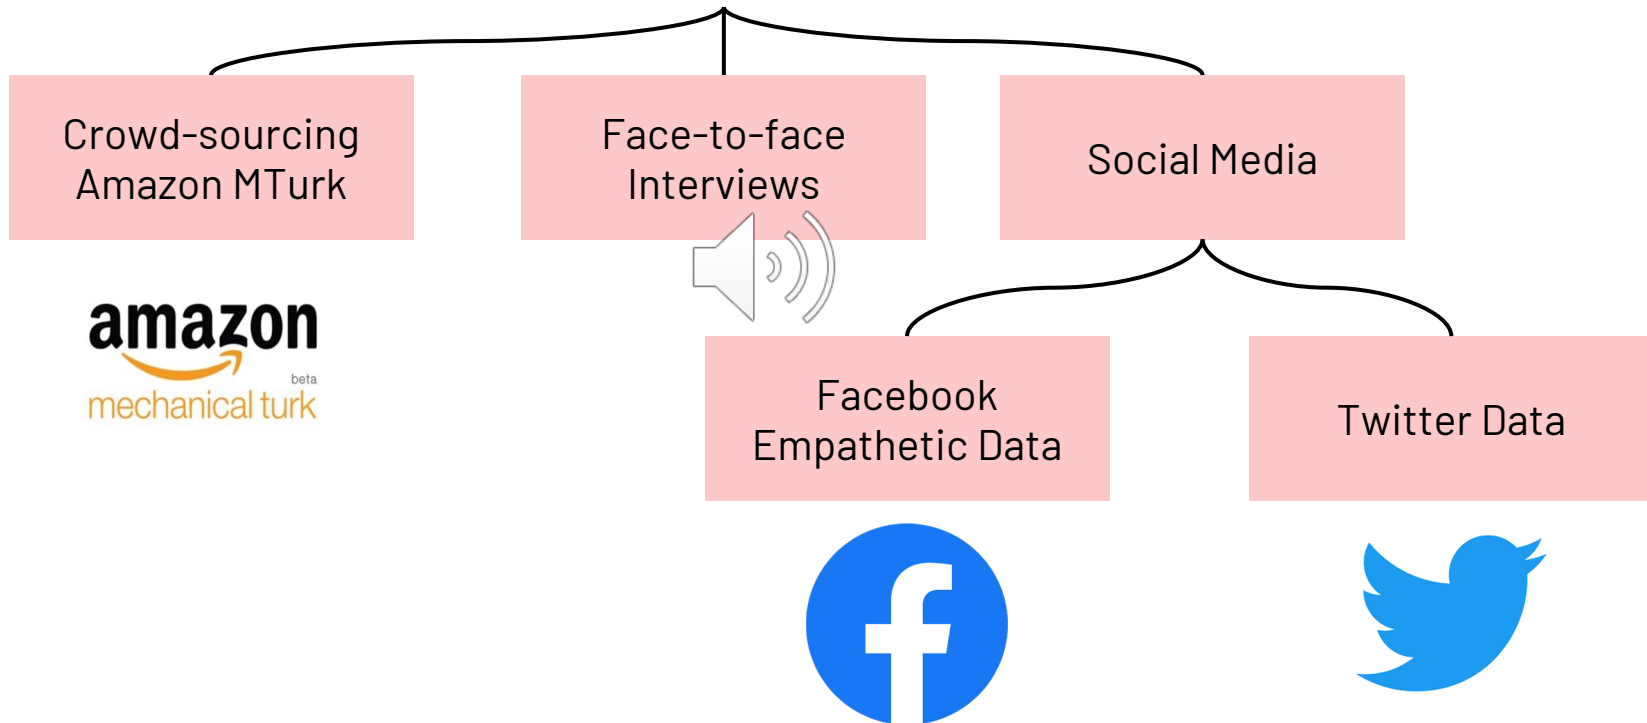 Crowd-sourcing
Amazon MTurk
Face-to-face
Interviews
Social Media
amazon
beta
mechanical turk
Facebook
Empathetic Data
Twitter Data
f